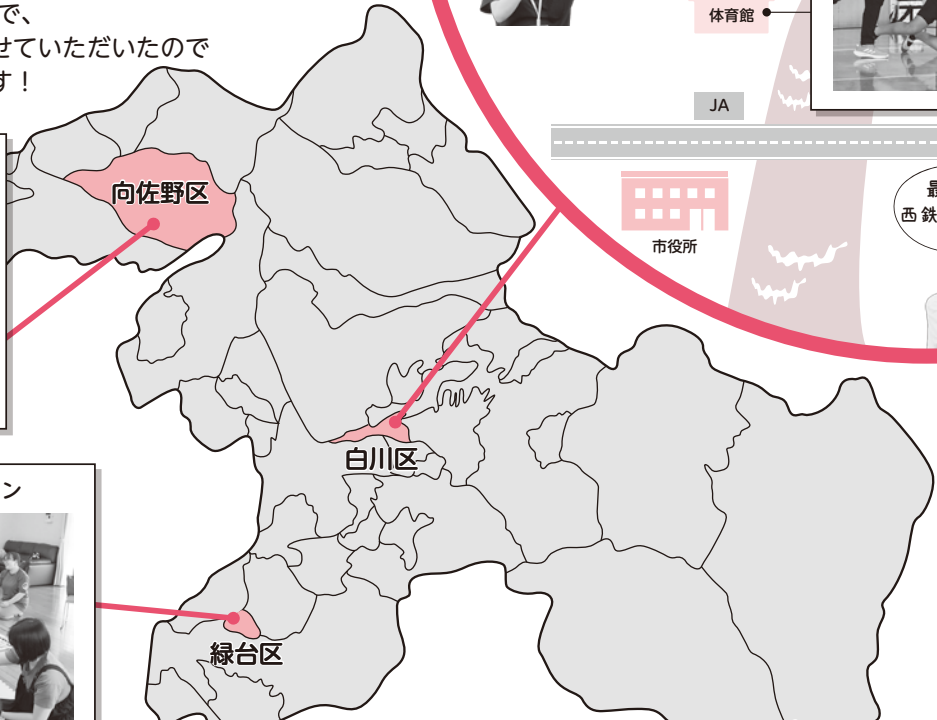 で、
せていただいたので
す！
体育館
JA
市役所
西鉄
向佐野区
白川区
緑台区
ン